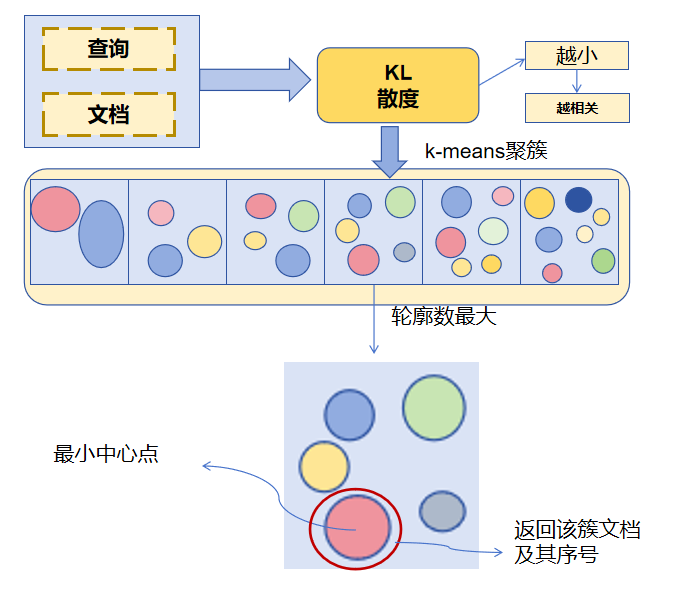 查询
文档
KL
散度
越小
越相关
k-means聚簇
轮廓数最大
最小中心点
返回该簇文档
及其序号